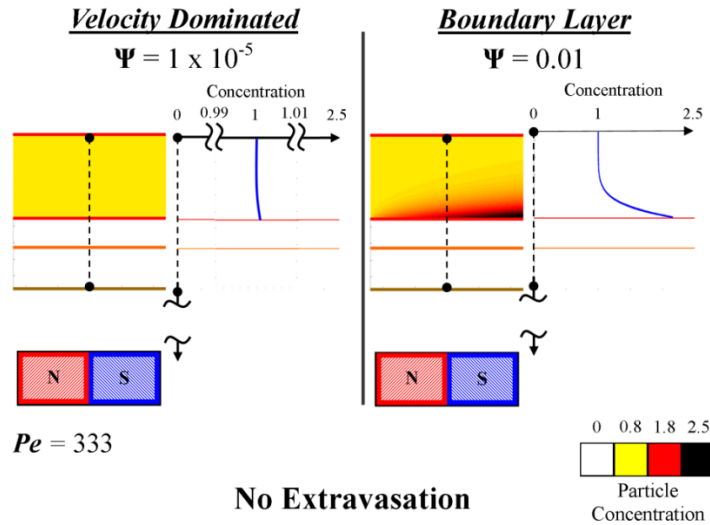 Velocity Dominated
Ψ = 1 x 10⁻⁵
Concentration
0 0.99 1 1.01 2.5
N S
Pe = 333
Boundary Layer
Ψ = 0.01
Concentration
0 1 2.5
N S
0 0.8 1.8 2.5
Particle
Concentration
No Extravasation